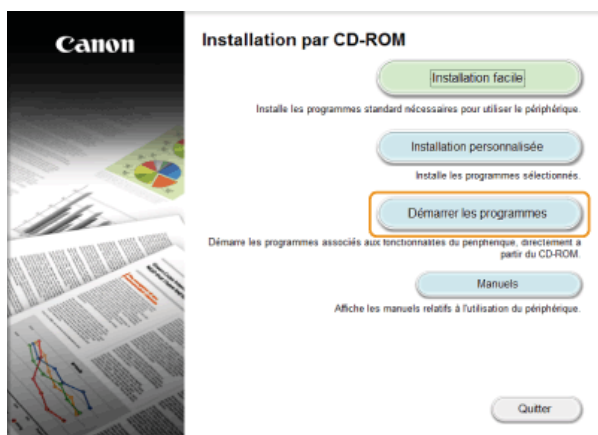 Canon
Installation par CD-ROM
Installation facile
Installe les programmes standard nécessaires pour utiliser le périphérique.
Installation personnalisée
Installe les programmes sélectionnés.
Démarrer les programmes
Démarre les programmes associés aux fonctionnalités du périphérique, directement à
partir du CD-ROM.
Manuels
Affiche les manuels relatifs à l'utilisation du périphérique.
Quitter